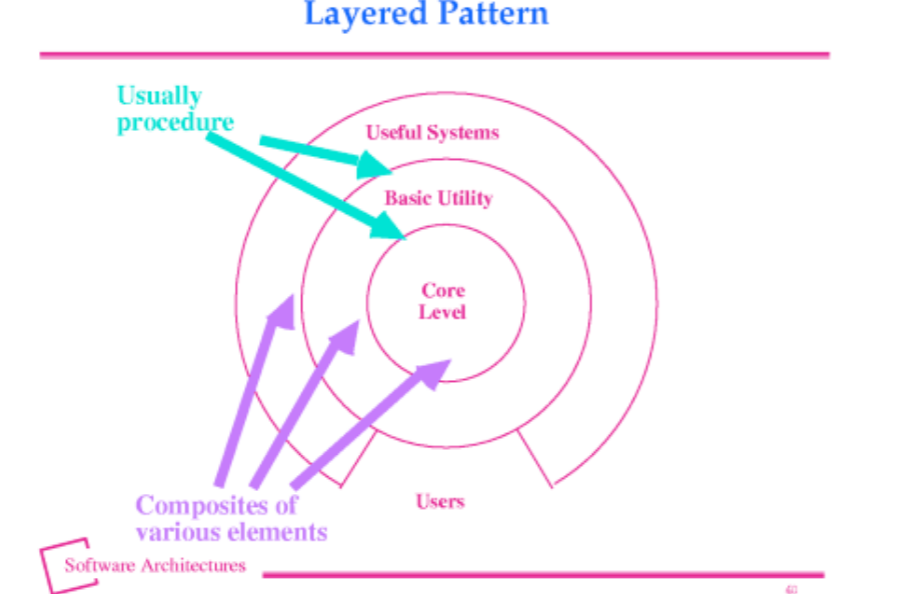 Layered Pattern
Usually
procedure
Useful Systems
Basic Utility
Core
Level
Composites of
various elements
Users
Software Architectures